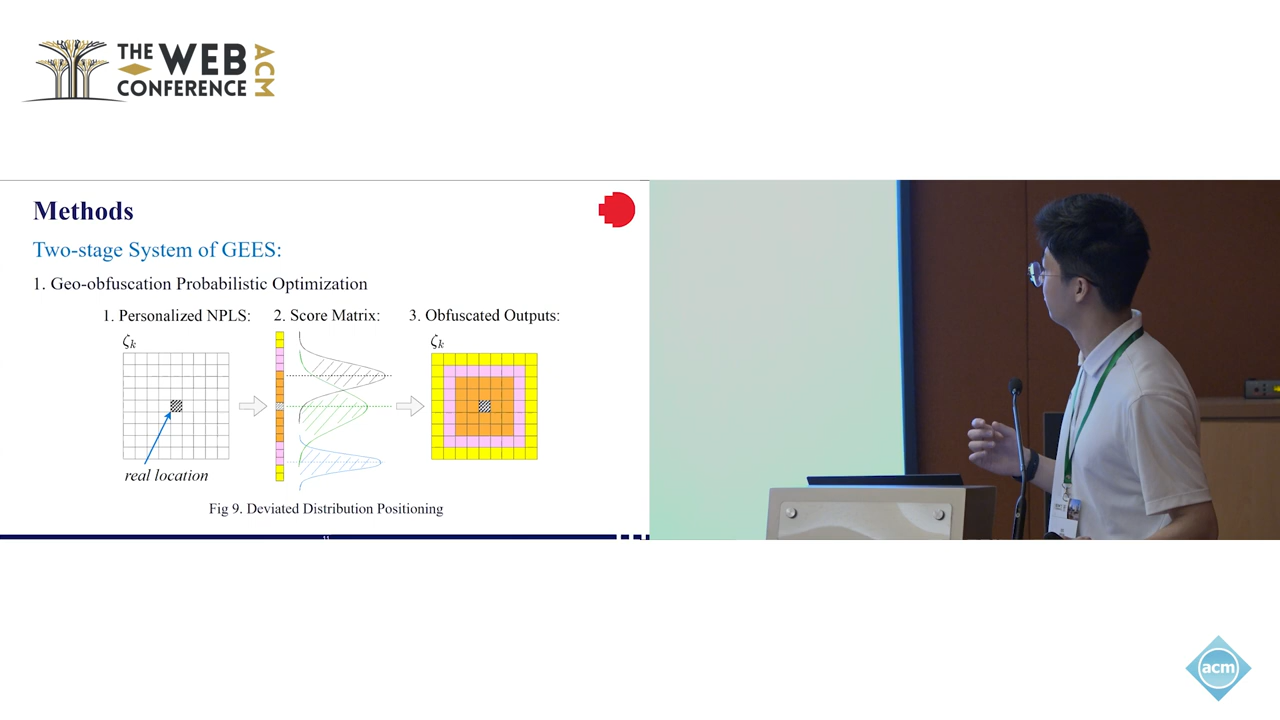 THE WEB
CONFERENCE
ACM
Methods
Two-stage System of GEES:
1. Geo-obfuscation Probabilistic Optimization
1. Personalized NPLS: 2. Score Matrix: 3. Obfuscated Outputs:
ζk ζk
real location
Fig 9. Deviated Distribution Positioning
11
acm